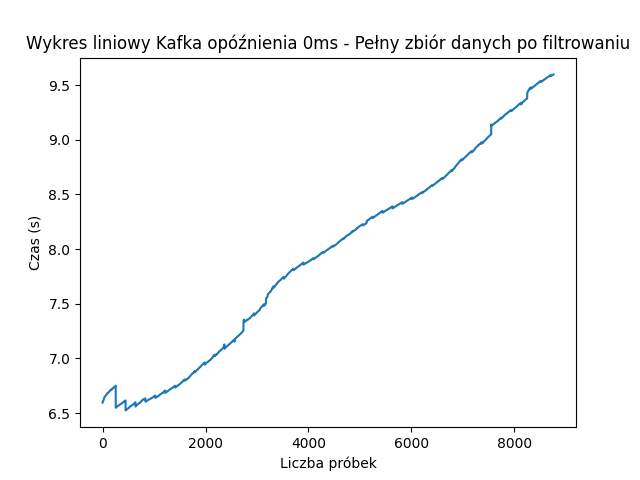 Wykres liniowy Kafka opóźnienia 0ms - Pełny zbiór danych po filtrowaniu
9.5
9.0
8.5
8.0
7.5
7.0
6.5
Czas (s)
0 2000 4000 6000 8000
Liczba próbek